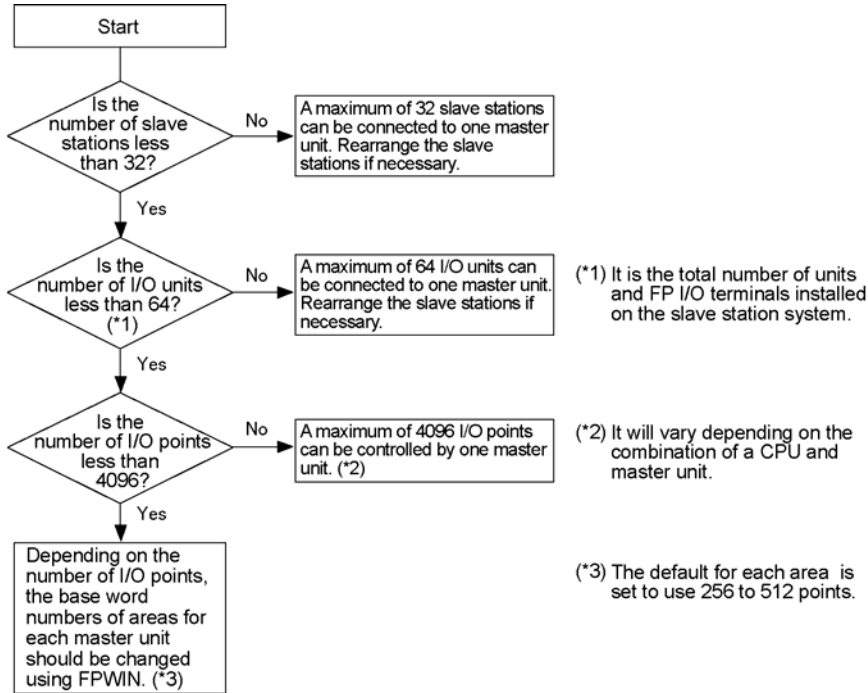 Start
Is the
number of slave
stations less
than 32?
No
A maximum of 32 slave stations
can be connected to one master
unit. Rearrange the slave
stations if necessary.
Yes
Is the
number of I/O units
less than 64?
(*1)
No
A maximum of 64 I/O units can
be connected to one master unit.
Rearrange the slave stations if
necessary.
(*1) It is the total number of units
and FP I/O terminals installed
on the slave station system.
Yes
Is the
number of I/O points
less than
4096?
No
A maximum of 4096 I/O points
can be controlled by one master
unit. (*2)
(*2) It will vary depending on the
combination of a CPU and
master unit.
Yes
Depending on the
number of I/O points,
the base word
numbers of areas for
each master unit
should be changed
using FPWIN. (*3)
(*3) The default for each area is
set to use 256 to 512 points.